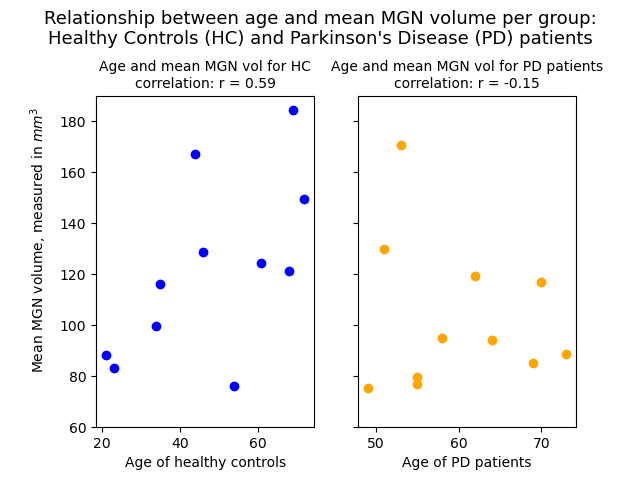 Relationship between age and mean MGN volume per group:
Healthy Controls (HC) and Parkinson's Disease (PD) patients
Age and mean MGN vol for HC
correlation: r = 0.59
Age and mean MGN vol for PD patients
correlation: r = -0.15
Mean MGN volume, measured in mm³
180
160
140
120
100
80
60
20 40 60
50 60 70
Age of healthy controls
Age of PD patients